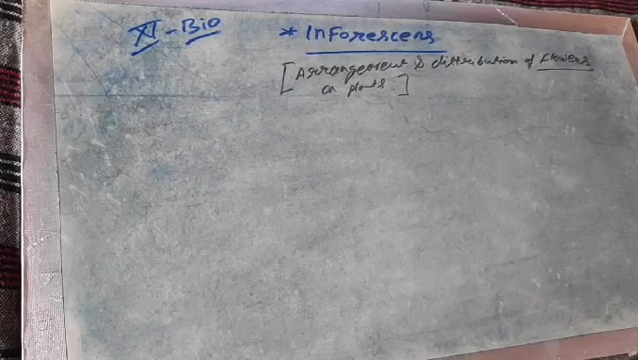 XI - Bio
* Inforescens
[Arrangement & distribution of flowers
on plants.]